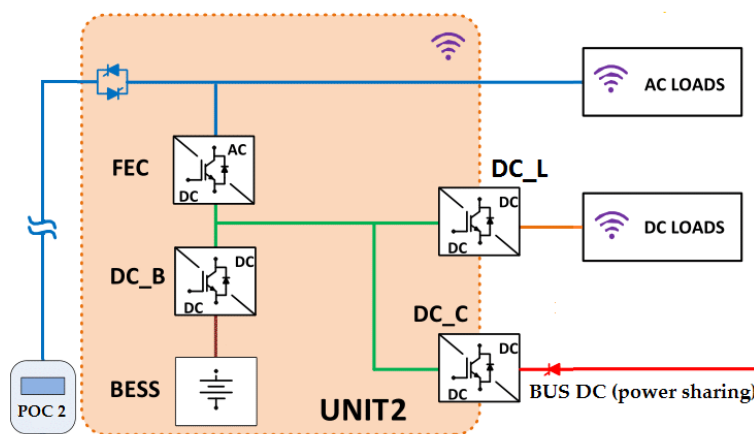 AC LOADS
FEC
AC
DC
DC_L
DC
DC
DC LOADS
DC_B
DC
DC
DC_C
DC
DC
BUS DC (power sharing)
BESS
POC 2
UNIT2